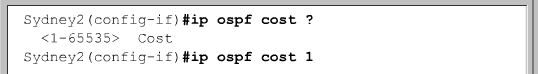 Sydney2(config-if)#ip ospf cost ?
<1-65535>  Cost
Sydney2(config-if)#ip ospf cost 1